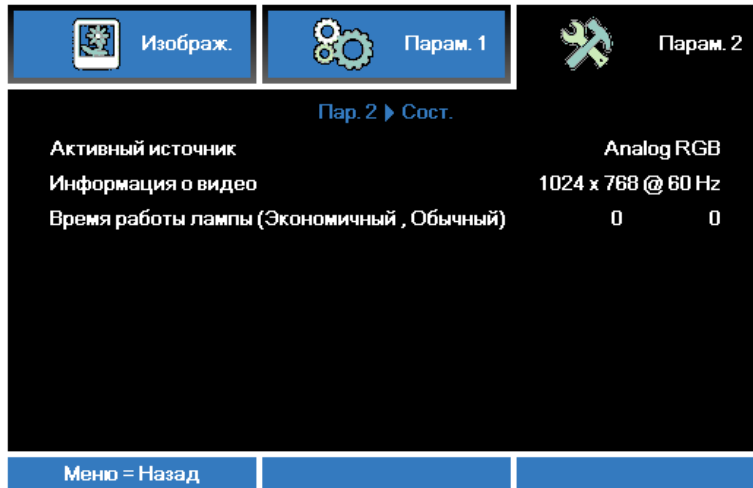 Изображ. Парам. 1 Парам. 2
Пар. 2 Сост.
Активный источник Analog RGB
Информация о видео 1024 x 768 @ 60 Hz
Время работы лампы (Экономичный , Обычный) 0 0
Меню = Назад